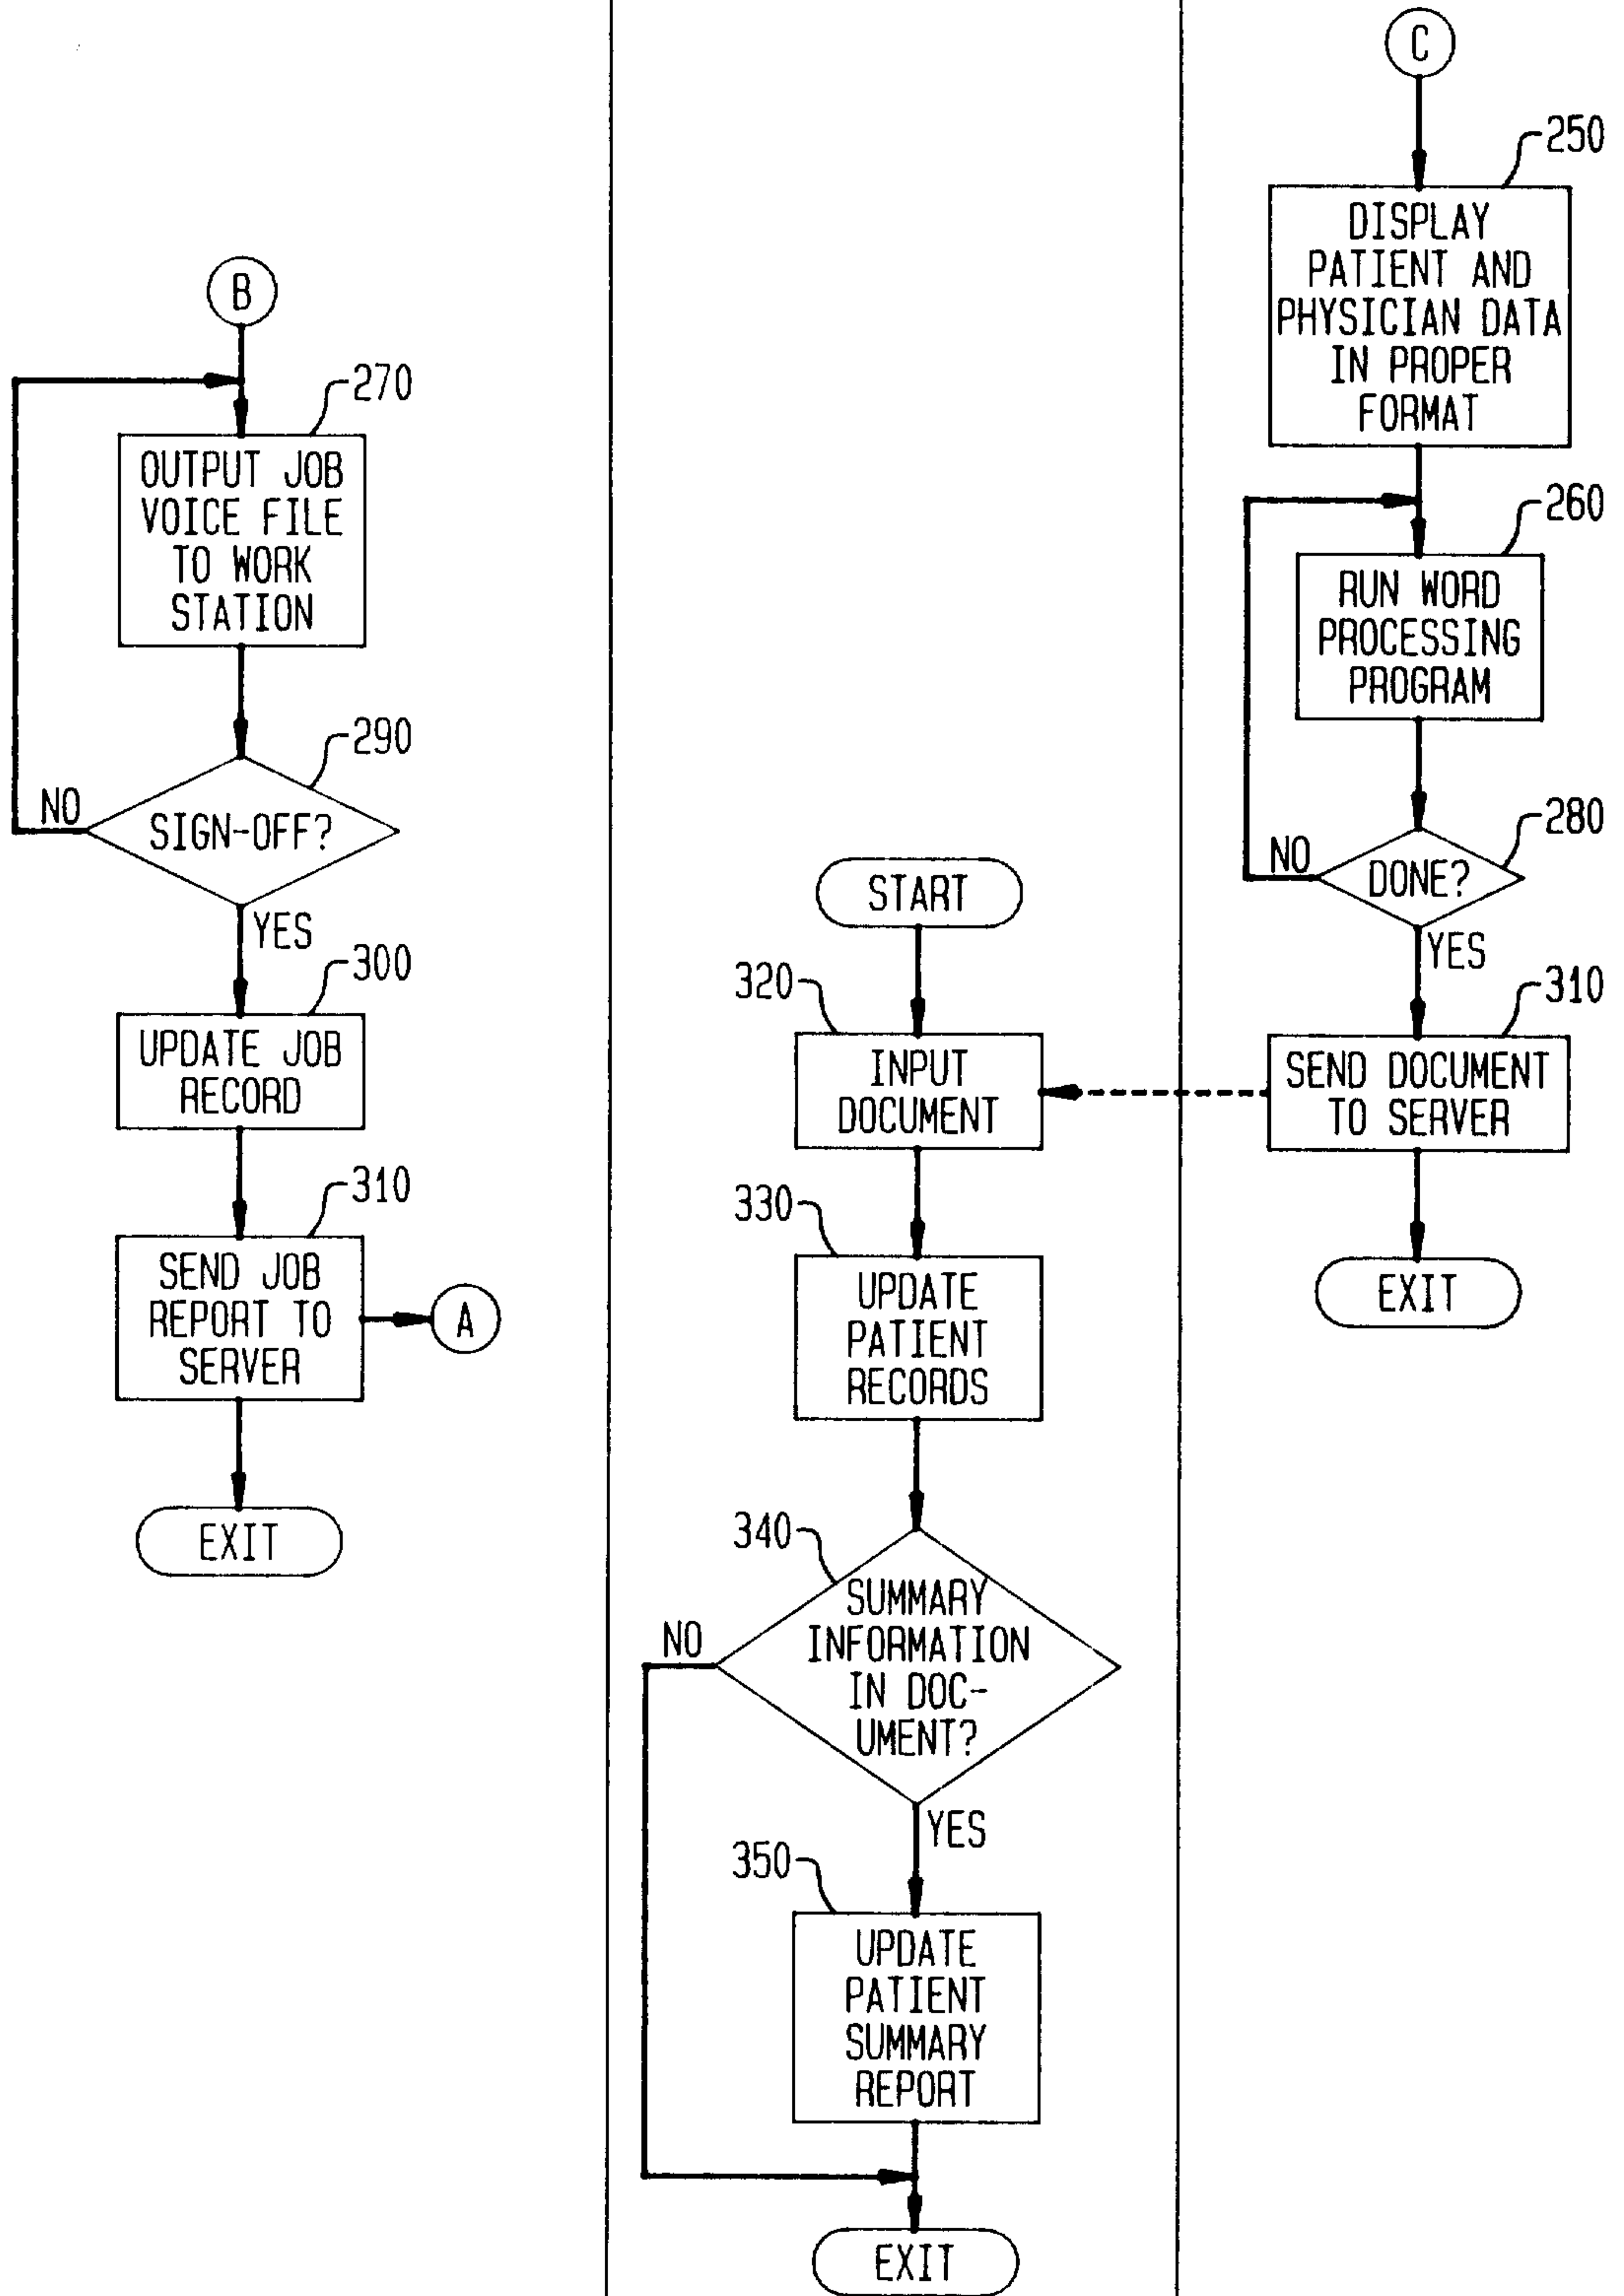 B
270
OUTPUT JOB
VOICE FILE
TO WORK
STATION
290
NO
SIGN-OFF?
YES
300
UPDATE JOB
RECORD
310
SEND JOB
REPORT TO
SERVER
A
EXIT
START
320
INPUT
DOCUMENT
330
UPDATE
PATIENT
RECORDS
340
NO
SUMMARY
INFORMATION
IN DOC-
UMENT?
YES
350
UPDATE
PATIENT
SUMMARY
REPORT
EXIT
C
250
DISPLAY
PATIENT AND
PHYSICIAN DATA
IN PROPER
FORMAT
260
RUN WORD
PROCESSING
PROGRAM
280
NO
DONE?
YES
310
SEND DOCUMENT
TO SERVER
EXIT